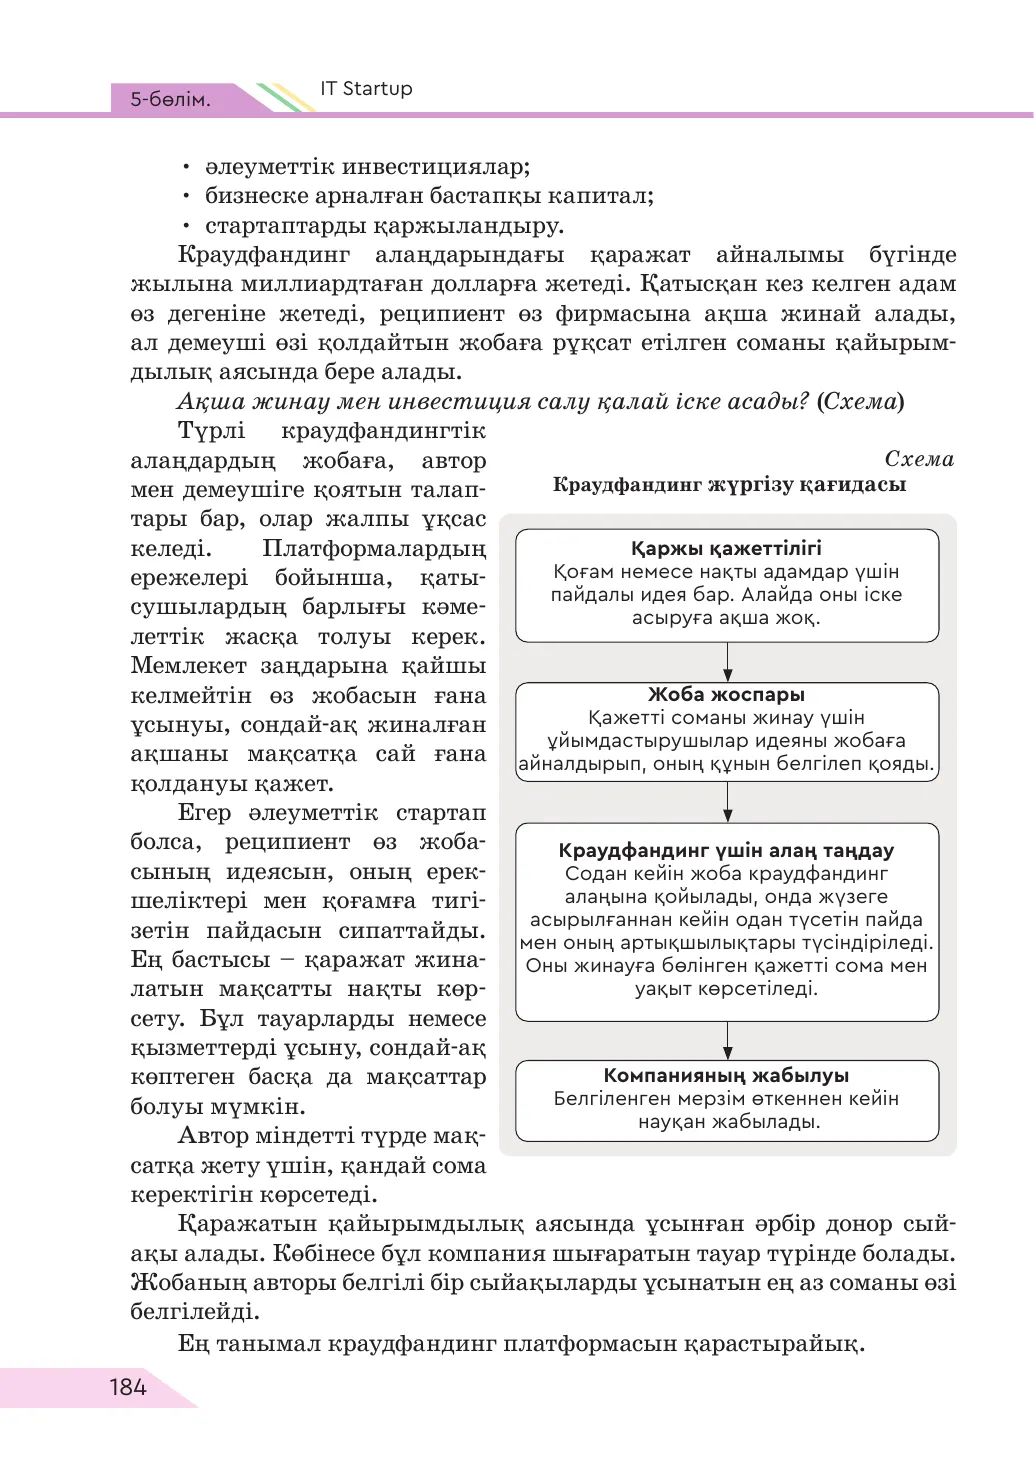 5-бөлім.
IT Startup
• әлеуметтік инвестициялар;
• бизнеске арналған бастапқы капитал;
• стартаптарды қаржыландыру.
Краудфандинг алаңдарындағы қаражат айналымы бүгінде
жылына миллиардтаған долларға жетеді. Қатысқан кез келген адам
өз дегеніне жетеді, реципиент өз фирмасына ақша жинай алады,
ал демеуші өзі қолдайтын жобаға рұқсат етілген соманы қайырым-
дылық аясында бере алады.
Ақша жинау мен инвестиция салу қалай іске асады? (Схема)
Түрлі краудфандингтік
алаңдардың жобаға, автор
мен демеушіге қоятын талап-
тары бар, олар жалпы ұқсас
келеді. Платформалардың
ережелері бойынша, қаты-
сушылардың барлығы кәме-
леттік жасқа толуы керек.
Мемлекет заңдарына қайшы
келмейтін өз жобасын ғана
ұсынуы, сондай-ақ жиналған
ақшаны мақсатқа сай ғана
қолдануы қажет.
Егер әлеуметтік стартап
болса, реципиент өз жоба-
сының идеясын, оның ерек-
шеліктері мен қоғамға тигі-
зетін пайдасын сипаттайды.
Ең бастысы – қаражат жина-
латын мақсатты нақты көр-
сету. Бұл тауарларды немесе
қызметтерді ұсыну, сондай-ақ
көптеген басқа да мақсаттар
болуы мүмкін.
Автор міндетті түрде мақ-
сатқа жету үшін, қандай сома
керектігін көрсетеді.
Схема
Краудфандинг жүргізу қағидасы
Қаржы қажеттілігі
Қоғам немесе нақты адамдар үшін
пайдалы идея бар. Алайда оны іске
асыруға ақша жоқ.
Жоба жоспары
Қажетті соманы жинау үшін
ұйымдастырушылар идеяны жобаға
айналдырып, оның құнын белгілеп қояды.
Краудфандинг үшін алаң таңдау
Содан кейін жоба краудфандинг
алаңына қойылады, онда жүзеге
асырылғаннан кейін одан түсетін пайда
мен оның артықшылықтары түсіндіріледі.
Оны жинауға бөлінген қажетті сома мен
уақыт көрсетіледі.
Компанияның жабылуы
Белгіленген мерзім өткеннен кейін
науқан жабылады.
Қаражатын қайырымдылық аясында ұсынған әрбір донор сый-
ақы алады. Көбінесе бұл компания шығаратын тауар түрінде болады.
Жобаның авторы белгілі бір сыйақыларды ұсынатын ең аз соманы өзі
белгілейді.
Ең танымал краудфандинг платформасын қарастырайық.
184